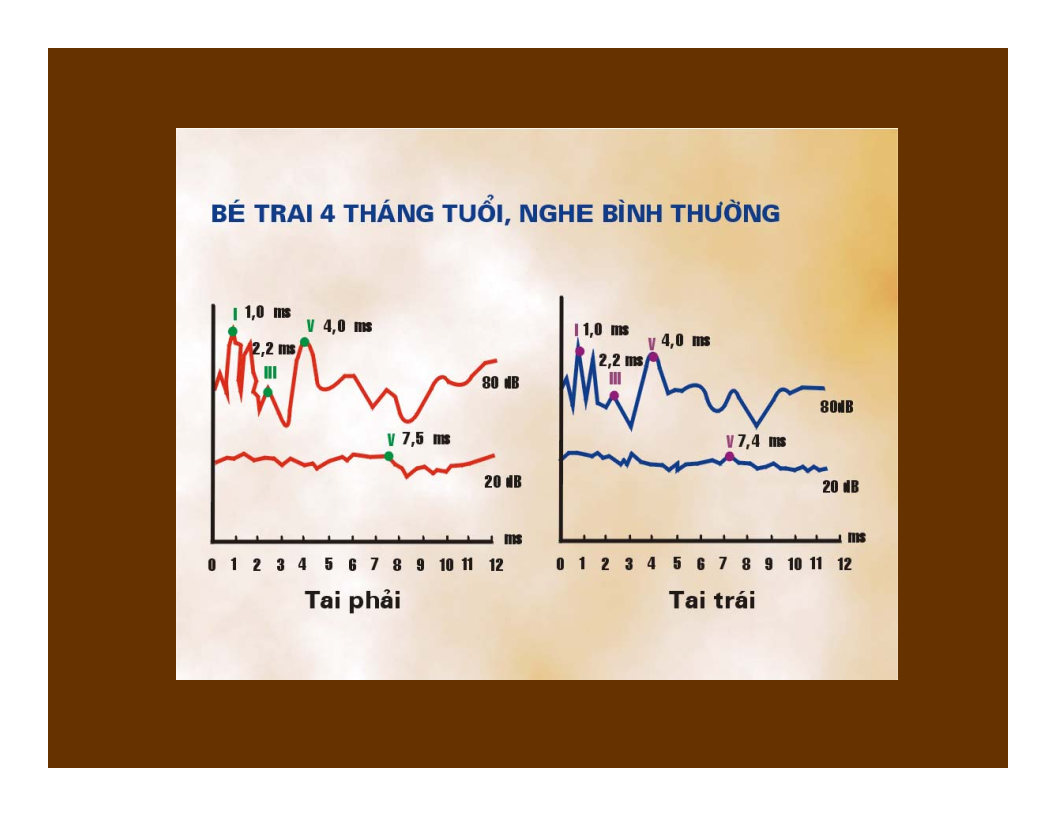 BÉ TRAI 4 THÁNG TUỔI, NGHE BÌNH THƯỜNG
I 1,0 ms
V 4,0 ms
2,2 ms
III
80 dB
V 7,5 ms
20 dB
ms
0 1 2 3 4 5 6 7 8 9 10 11 12
Tai phải
I 1,0 ms
V 4,0 ms
2,2 ms
III
80dB
V 7,4 ms
20 dB
ms
0 1 2 3 4 5 6 7 8 9 10 11 12
Tai trái